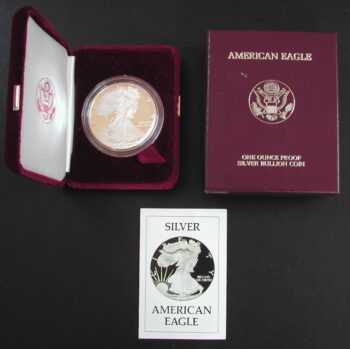 AMERICAN EAGLE
ONE OUNCE PROOF
SILVER BULLION COIN
SILVER
AMERICAN
EAGLE